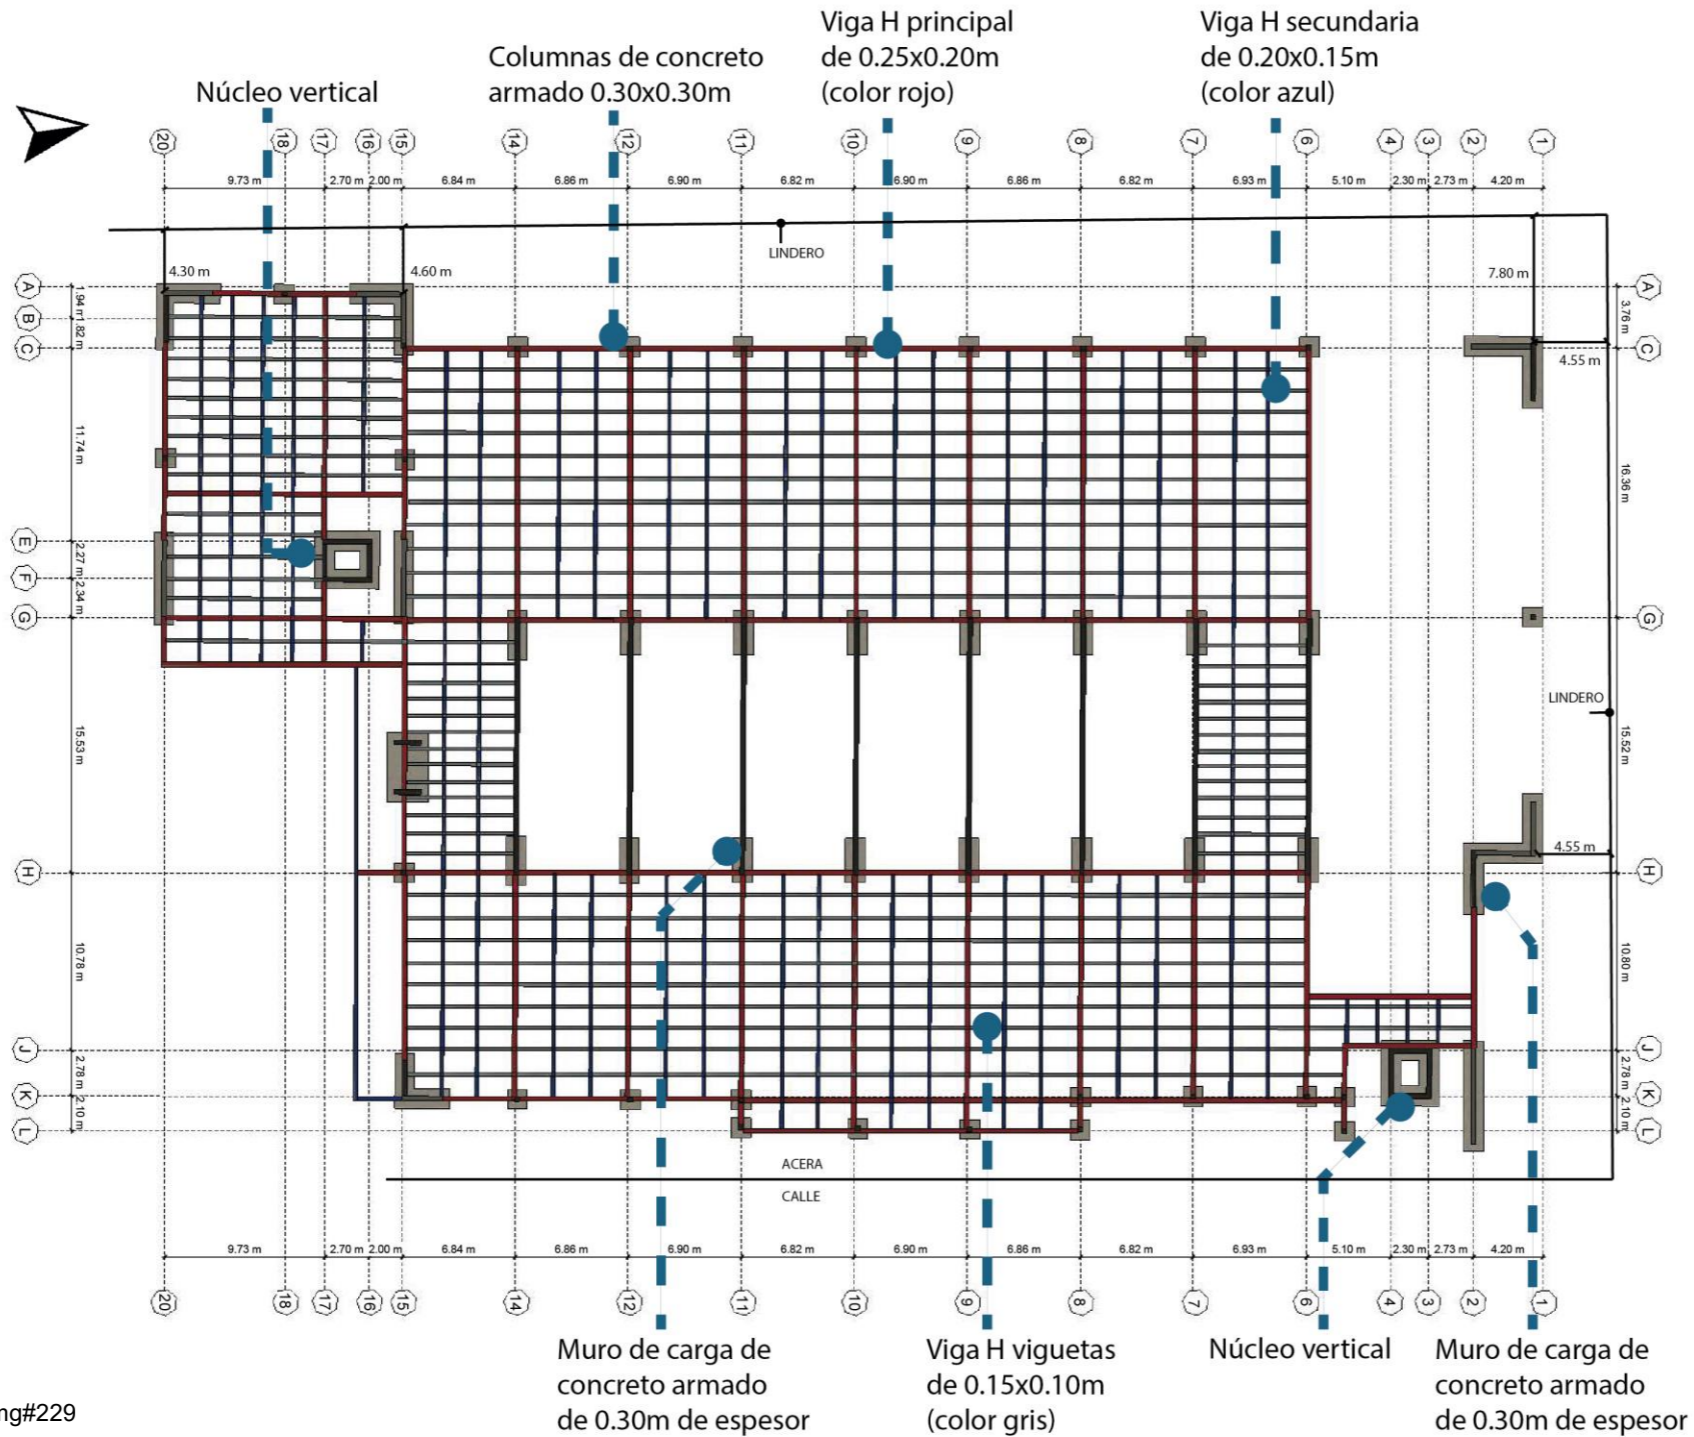 Viga H principal
de 0.25x0.20m
(color rojo)
Viga H secundaria
de 0.20x0.15m
(color azul)
Columnas de concreto
armado 0.30x0.30m
Núcleo vertical
20 18 17 16 15 14 12 11 10 9 8 7 6 4 3 2 1
9.73 m 2.70 m 2.00 m 6.84 m 6.86 m 6.90 m 6.82 m 6.90 m 6.86 m 6.82 m 6.93 m 5.10 m 2.30 m 2.73 m 4.20 m
LINDERO
4.30 m 4.60 m 7.80 m
A
B
C
E
F
G
H
J
K
L
1.94 m
1.82 m
11.74 m
2.27 m
2.34 m
15.53 m
10.78 m
2.78 m
2.10 m
A
C
G
H
J
K
L
3.76 m
16.36 m
15.52 m
10.80 m
2.78 m
2.10 m
4.55 m
LINDERO
4.55 m
ACERA
CALLE
9.73 m 2.70 m 2.00 m 6.84 m 6.86 m 6.90 m 6.82 m 6.90 m 6.86 m 6.82 m 6.93 m 5.10 m 2.30 m 2.73 m 4.20 m
20 18 17 16 15 14 12 11 10 9 8 7 6 4 3 2 1
Muro de carga de
concreto armado
de 0.30m de espesor
Viga H viguetas
de 0.15x0.10m
(color gris)
Núcleo vertical
Muro de carga de
concreto armado
de 0.30m de espesor
ng#229